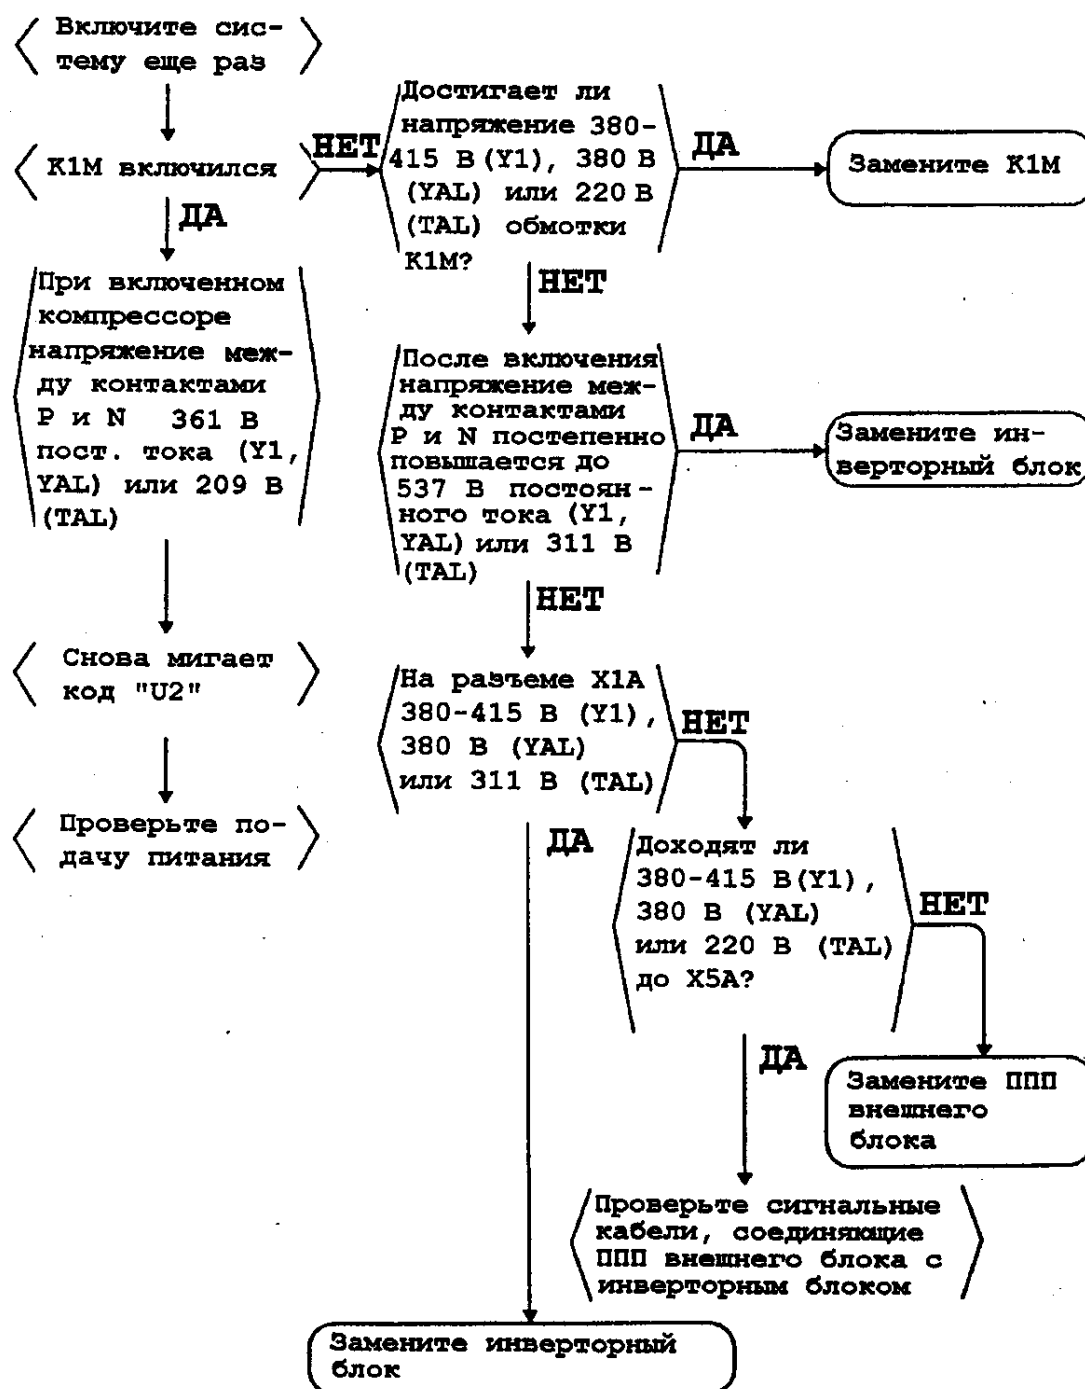 Включите сис-
тему еще раз
К1М включился
НЕТ
Достигает ли
напряжение 380-
415 В (Y1), 380 В
(YAL) или 220 В
(TAL) обмотки
К1М?
ДА
Замените К1М
ДА
При включенном
компрессоре
напряжение меж-
ду контактами
P и N 361 В
пост. тока (Y1,
YAL) или 209 В
(TAL)
НЕТ
После включения
напряжение меж-
ду контактами
P и N постепенно
повышается до
537 В постоян-
ного тока (Y1,
YAL) или 311 В
(TAL)
ДА
Замените ин-
верторный блок
НЕТ
Снова мигает
код "U2"
На разъеме X1A
380-415 В (Y1),
380 В (YAL)
или 311 В (TAL)
НЕТ
Проверьте по-
дачу питания
ДА
Доходят ли
380-415 В(Y1),
380 В (YAL)
или 220 В (TAL)
до X5A?
НЕТ
ДА
Замените ППП
внешнего
блока
Проверьте сигнальные
кабели, соединяющие
ППП внешнего блока с
инверторным блоком
Замените инверторный
блок